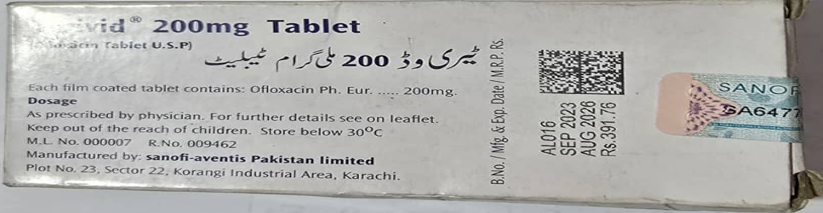 vid® 200mg Tablet
Tablet U.S.P)
ٹیری وڈ 200 ملی گرام ٹیبلیٹ
Each film coated tablet contains: Ofloxacin Ph. Eur. ..... 200mg.
Dosage
As prescribed by physician. For further details see on leaflet.
Keep out of the reach of children. Store below 30°C
M.L. No. 000007 R.No. 009462
Manufactured by: sanofi-aventis Pakistan limited
Plot No. 23, Sector 22, Korangi Industrial Area, Karachi.
B.No. / Mfg. & Exp. Date / M.R.P. Rs.
AL016
SEP 2023
AUG 2026
Rs.391.76
SANOF
SA6477